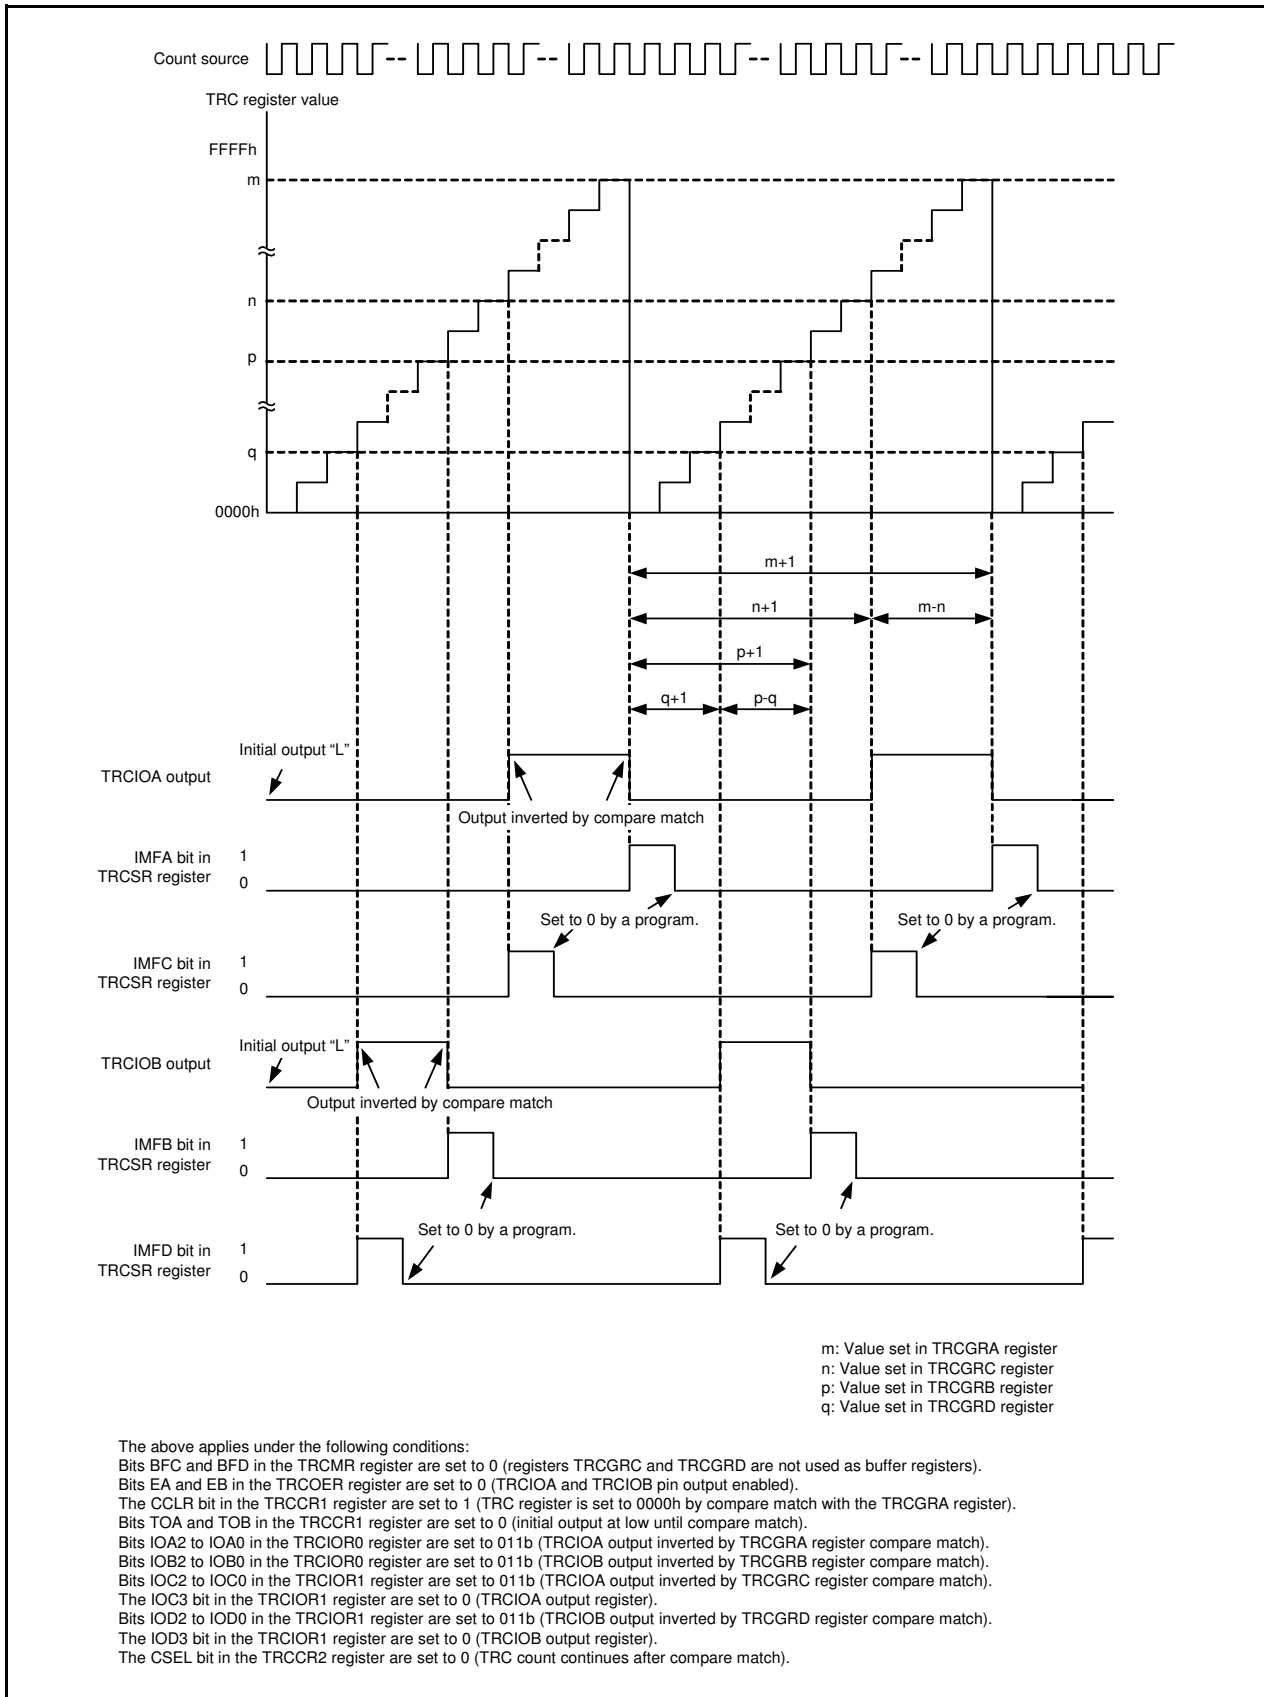 Count source
TRC register value
FFFFh
m
n
p
q
0000h
m+1
n+1
m-n
p+1
q+1
p-q
Initial output “L”
TRCIOA output
Output inverted by compare match
IMFA bit in
TRCSR register
1
0
Set to 0 by a program.
Set to 0 by a program.
IMFC bit in
TRCSR register
1
0
Initial output “L”
TRCIOB output
Output inverted by compare match
IMFB bit in
TRCSR register
1
0
Set to 0 by a program.
Set to 0 by a program.
IMFD bit in
TRCSR register
1
0
m: Value set in TRCGRA register
n: Value set in TRCGRC register
p: Value set in TRCGRB register
q: Value set in TRCGRD register
The above applies under the following conditions:
Bits BFC and BFD in the TRCMR register are set to 0 (registers TRCGRC and TRCGRD are not used as buffer registers).
Bits EA and EB in the TRCOER register are set to 0 (TRCIOA and TRCIOB pin output enabled).
The CCLR bit in the TRCCR1 register are set to 1 (TRC register is set to 0000h by compare match with the TRCGRA register).
Bits TOA and TOB in the TRCCR1 register are set to 0 (initial output at low until compare match).
Bits IOA2 to IOA0 in the TRCIOR0 register are set to 011b (TRCIOA output inverted by TRCGRA register compare match).
Bits IOB2 to IOB0 in the TRCIOR0 register are set to 011b (TRCIOB output inverted by TRCGRB register compare match).
Bits IOC2 to IOC0 in the TRCIOR1 register are set to 011b (TRCIOA output inverted by TRCGRC register compare match).
The IOC3 bit in the TRCIOR1 register are set to 0 (TRCIOA output register).
Bits IOD2 to IOD0 in the TRCIOR1 register are set to 011b (TRCIOB output inverted by TRCGRD register compare match).
The IOD3 bit in the TRCIOR1 register are set to 0 (TRCIOB output register).
The CSEL bit in the TRCCR2 register are set to 0 (TRC count continues after compare match).